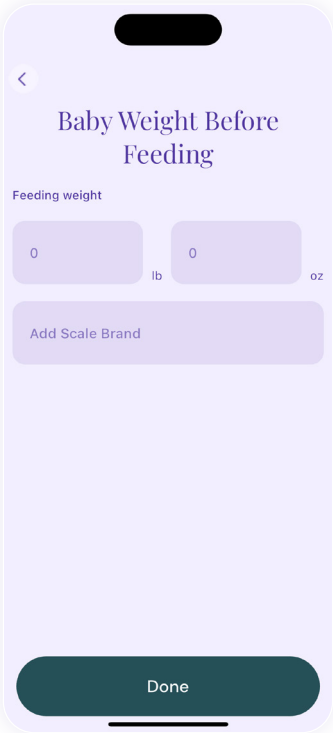 Baby Weight Before
Feeding
Feeding weight
0 lb 0 oz
Add Scale Brand
Done